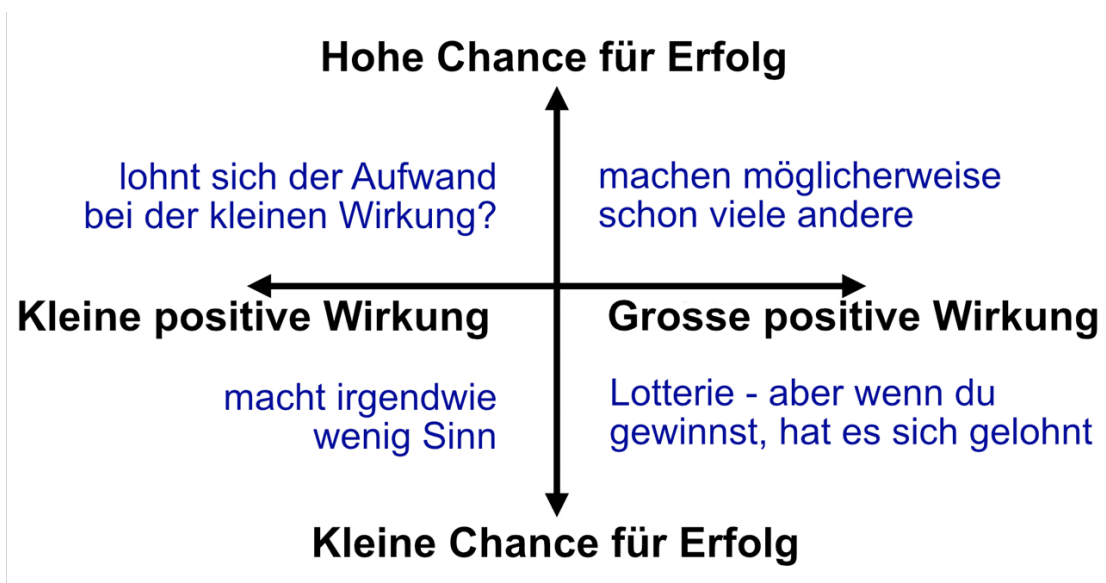 Hohe Chance für Erfolg
lohnt sich der Aufwand
bei der kleinen Wirkung?
machen möglicherweise
schon viele andere
Kleine positive Wirkung
Grosse positive Wirkung
macht irgendwie
wenig Sinn
Lotterie - aber wenn du
gewinnst, hat es sich gelohnt
Kleine Chance für Erfolg